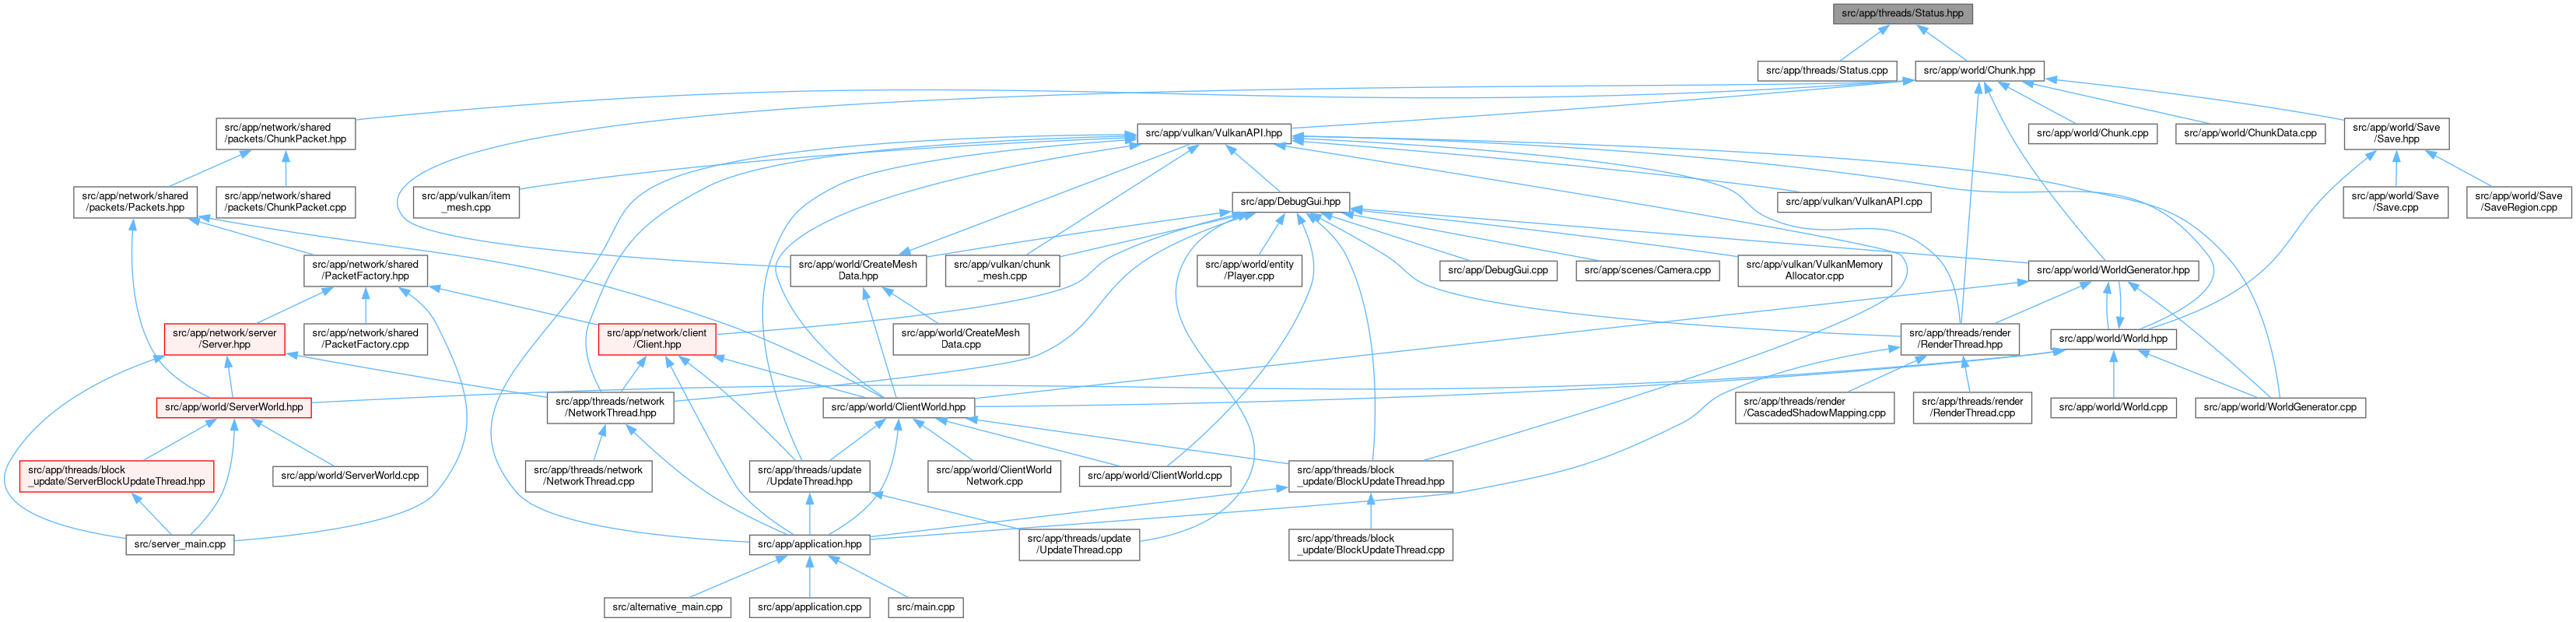 src/app/threads/Status.hpp
src/app/threads/Status.cpp
src/app/world/Chunk.hpp
src/app/network/shared
/packets/ChunkPacket.hpp
src/app/vulkan/VulkanAPI.hpp
src/app/world/Chunk.cpp
src/app/world/ChunkData.cpp
src/app/world/Save
/Save.hpp
src/app/network/shared
/packets/Packets.hpp
src/app/network/shared
/packets/ChunkPacket.cpp
src/app/vulkan/item
_mesh.cpp
src/app/DebugGui.hpp
src/app/vulkan/VulkanAPI.cpp
src/app/world/Save
/Save.cpp
src/app/world/Save
/SaveRegion.cpp
src/app/network/shared
/PacketFactory.hpp
src/app/world/CreateMesh
Data.hpp
src/app/vulkan/chunk
_mesh.cpp
src/app/world/entity
/Player.cpp
src/app/DebugGui.cpp
src/app/scenes/Camera.cpp
src/app/vulkan/VulkanMemory
Allocator.cpp
src/app/world/WorldGenerator.hpp
src/app/network/server
/Server.hpp
src/app/network/shared
/PacketFactory.cpp
src/app/network/client
/Client.hpp
src/app/world/CreateMesh
Data.cpp
src/app/threads/render
/RenderThread.hpp
src/app/world/World.hpp
src/app/world/ServerWorld.hpp
src/app/threads/network
/NetworkThread.hpp
src/app/world/ClientWorld.hpp
src/app/threads/render
/CascadedShadowMapping.cpp
src/app/threads/render
/RenderThread.cpp
src/app/world/World.cpp
src/app/world/WorldGenerator.cpp
src/app/threads/block
_update/ServerBlockUpdateThread.hpp
src/app/world/ServerWorld.cpp
src/app/threads/network
/NetworkThread.cpp
src/app/threads/update
/UpdateThread.hpp
src/app/world/ClientWorld
Network.cpp
src/app/world/ClientWorld.cpp
src/app/threads/block
_update/BlockUpdateThread.hpp
src/server_main.cpp
src/app/application.hpp
src/app/threads/update
/UpdateThread.cpp
src/app/threads/block
_update/BlockUpdateThread.cpp
src/alternative_main.cpp
src/app/application.cpp
src/main.cpp